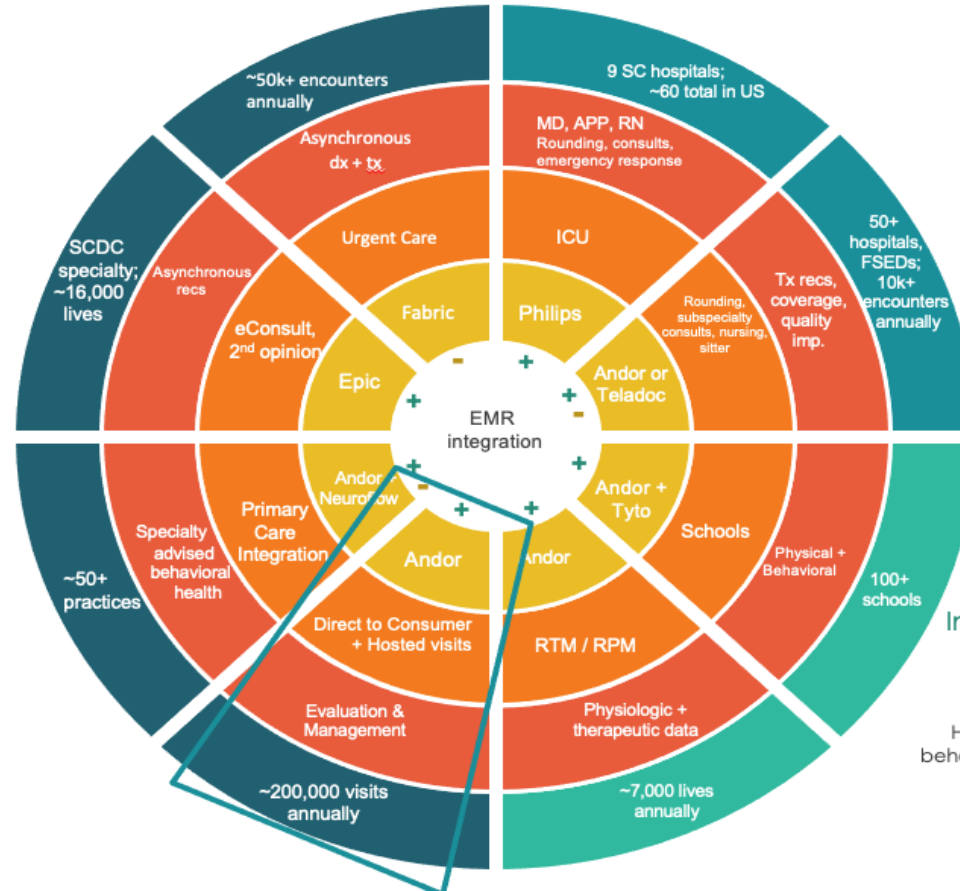 ~50k+ encounters
annually
9 SC hospitals;
~60 total in US
Asynchronous
dx + tx
MD, APP, RN
Rounding, consults,
emergency response
SCDC
specialty;
~16,000
lives
Asynchronous
recs
Urgent Care
ICU
Tx recs,
coverage,
quality
imp.
50+
hospitals,
FSEDs;
10k+
encounters
annually
eConsult,
2nd opinion
Fabric
Philips
Rounding,
subspecialty
consults, nursing,
sitter
Epic
Andor or
Teladoc
- +
+ + -
EMR
integration
+ - + + +
~50+
practices
Specialty
advised
behavioral
health
Primary
Care
Integration
Andor
Neuroflow
Andor
Andor
Andor +
Tyto
Schools
Physical +
Behavioral
100+
schools
Direct to Consumer
+ Hosted visits
RTM / RPM
Evaluation &
Management
Physiologic +
therapeutic data
~200,000 visits
annually
~7,000 lives
annually